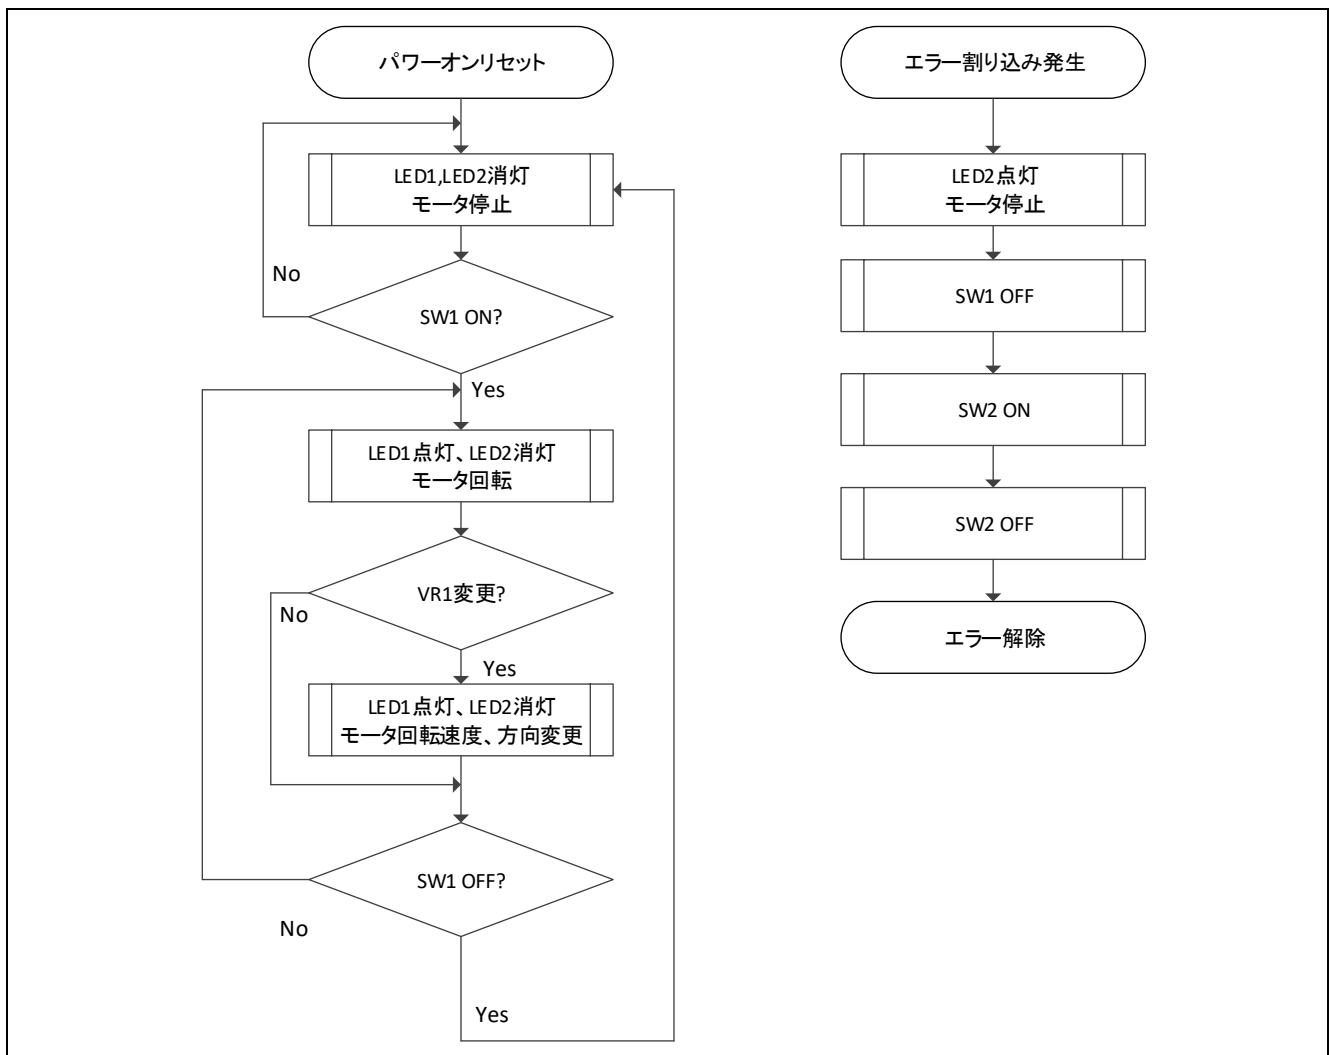 パワーオンリセット
LED1,LED2消灯
モータ停止
No
SW1 ON?
Yes
LED1点灯、LED2消灯
モータ回転
VR1変更?
No
Yes
LED1点灯、LED2消灯
モータ回転速度、方向変更
SW1 OFF?
No
Yes
エラー割り込み発生
LED2点灯
モータ停止
SW1 OFF
SW2 ON
SW2 OFF
エラー解除